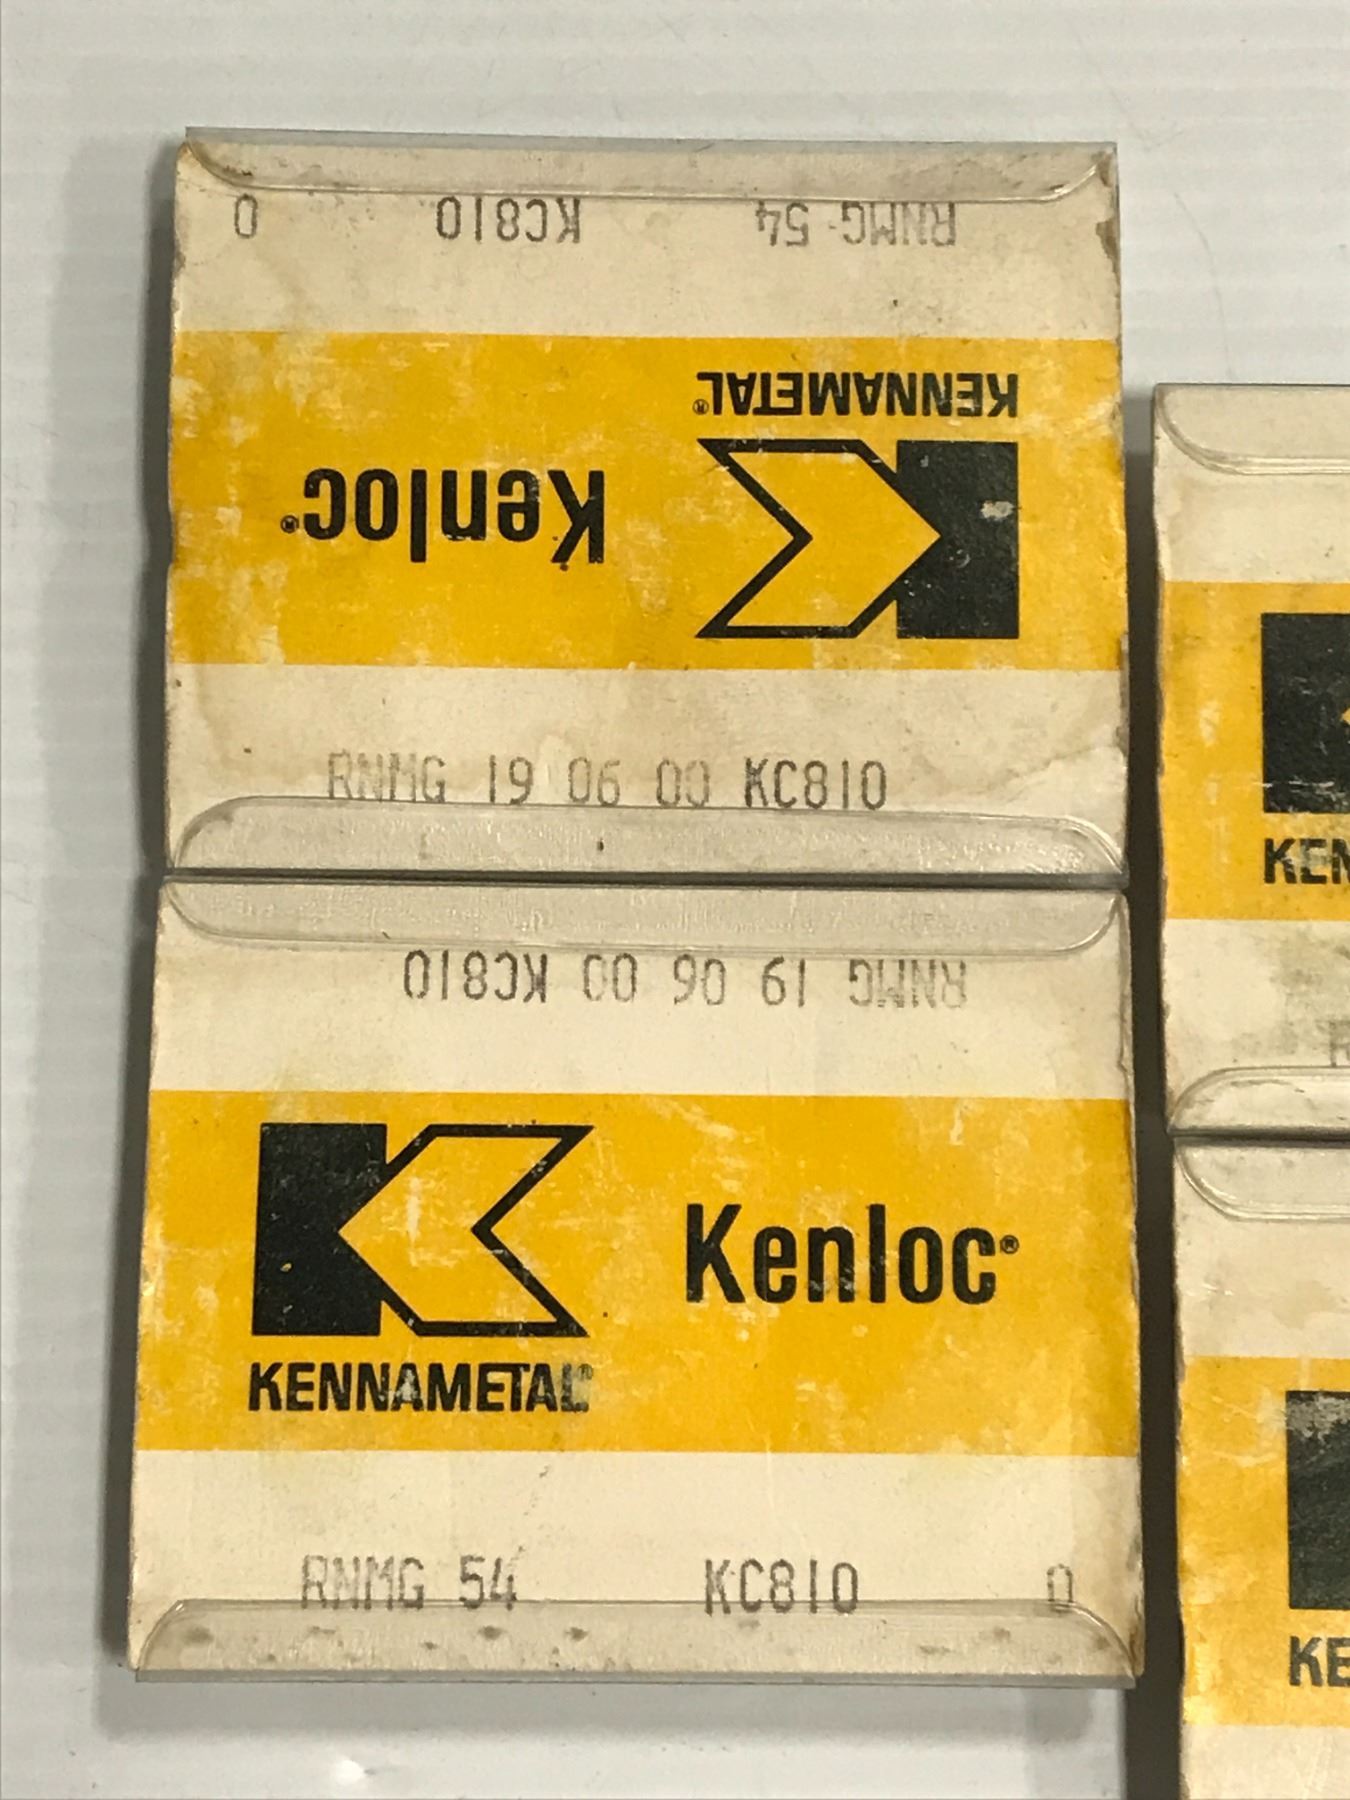 RNMG 54 KC810 0
KENNAMETAL®
Kenloc®
RNMG 19 06 00 KC810
RNMG 19 06 00 KC810
Kenloc®
KENNAMETAL®
RNMG 54 KC810 0
KEN
KE